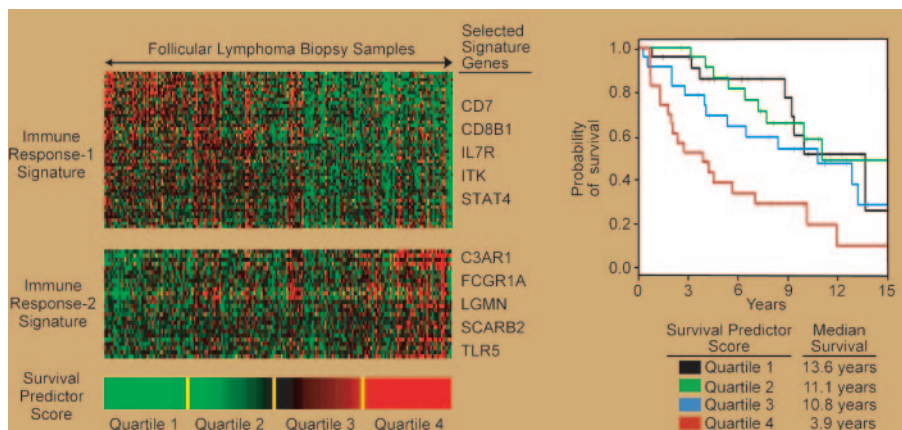 Follicular Lymphoma Biopsy Samples
Selected
Signature
Genes
Immune
Response-1
Signature
CD7
CD8B1
IL7R
ITK
STAT4
Immune
Response-2
Signature
C3AR1
FCGR1A
LGMN
SCARB2
TLR5
Survival
Predictor
Score
Quartile 1 Quartile 2 Quartile 3 Quartile 4
Probability
of survival
1.0
0.8
0.6
0.4
0.2
0.0
0 3 6 9 12 15
Years
Survival Predictor
Score
Median
Survival
Quartile 1 13.6 years
Quartile 2 11.1 years
Quartile 3 10.8 years
Quartile 4 3.9 years